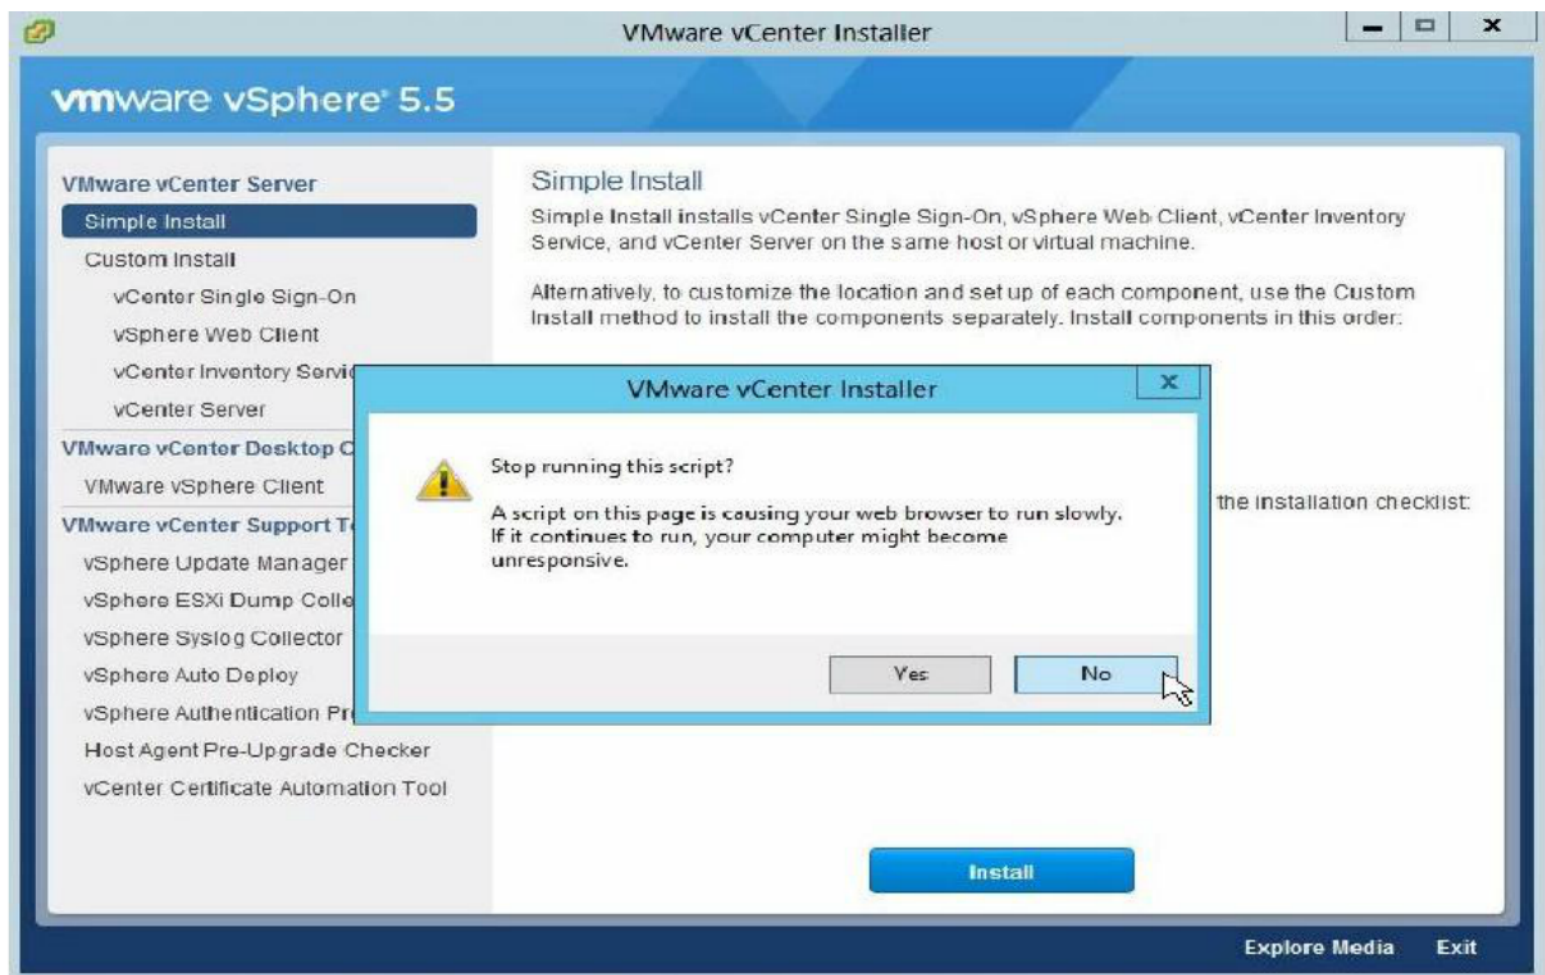 VMware vCenter Installer
vmware vSphere® 5.5
VMware vCenter Server
Simple Install
Custom Install
vCenter Single Sign-On
vSphere Web Client
vCenter Inventory Servic
vCenter Server
VMware vCenter Desktop C
VMware vSphere Client
VMware vCenter Support T
vSphere Update Manager
vSphere ESXi Dump Colle
vSphere Syslog Collector
vSphere Auto Deploy
vSphere Authentication Pr
Host Agent Pre-Upgrade Checker
vCenter Certificate Automation Tool
Simple Install
Simple Install installs vCenter Single Sign-On, vSphere Web Client, vCenter Inventory
Service, and vCenter Server on the same host or virtual machine.
Alternatively, to customize the location and set up of each component, use the Custom
Install method to install the components separately. Install components in this order:
the installation checklist:
VMware vCenter Installer
Stop running this script?
A script on this page is causing your web browser to run slowly.
If it continues to run, your computer might become
unresponsive.
Yes
No
Install
Explore Media
Exit